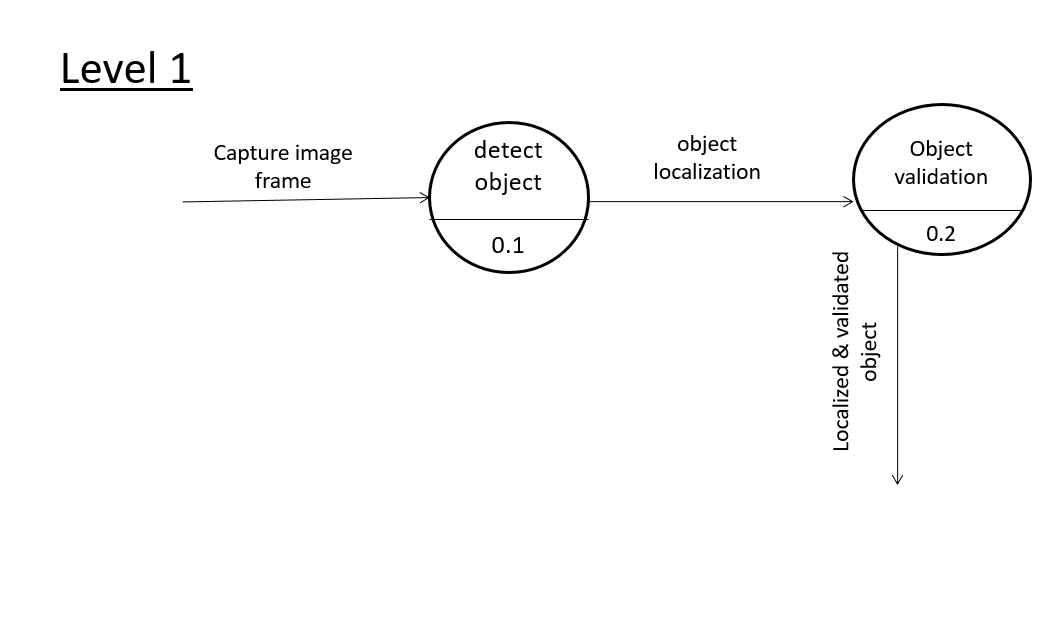 Level 1
Capture image
frame
detect
object
0.1
object
localization
Object
validation
0.2
Localized & validated
object